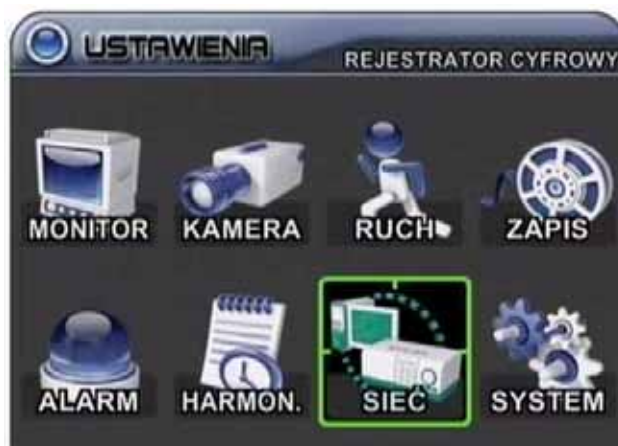 USTAWIENIA
REJESTRATOR CYFROWY
MONITOR KAMERA RUCH ZAPIS
ALARM HARMON. SIEĆ SYSTEM